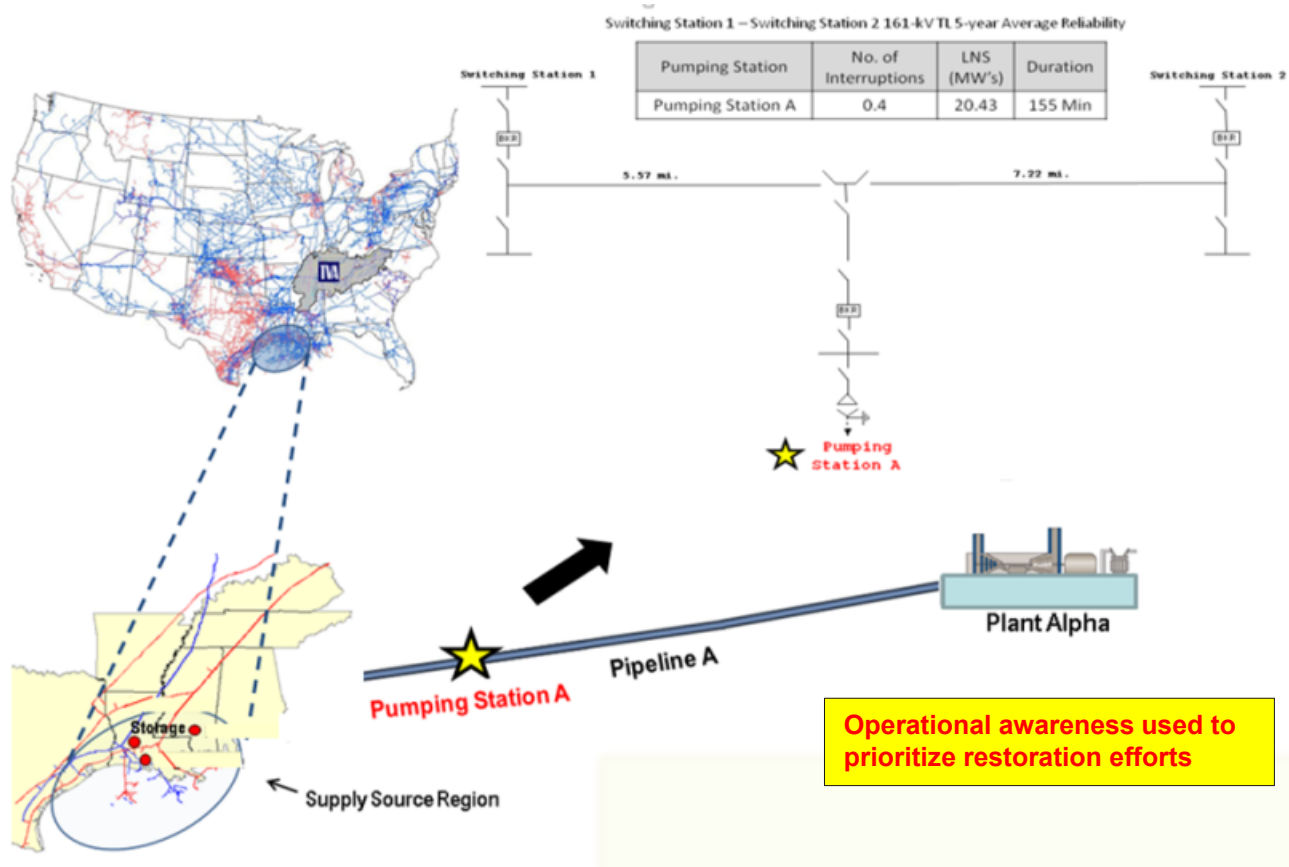 Switching Station 1 – Switching Station 2 161-kV TL 5-year Average Reliability
Pumping Station
No. of
Interruptions
LNS
(MW's)
Duration
Pumping Station A
0.4
20.43
155 Min
Switching Station 1
Switching Station 2
BKR
BKR
5.57 mi.
7.22 mi.
TVA
BKR
Pumping
Station A
Plant Alpha
Pipeline A
Pumping Station A
Storage
Supply Source Region
Operational awareness used to
prioritize restoration efforts